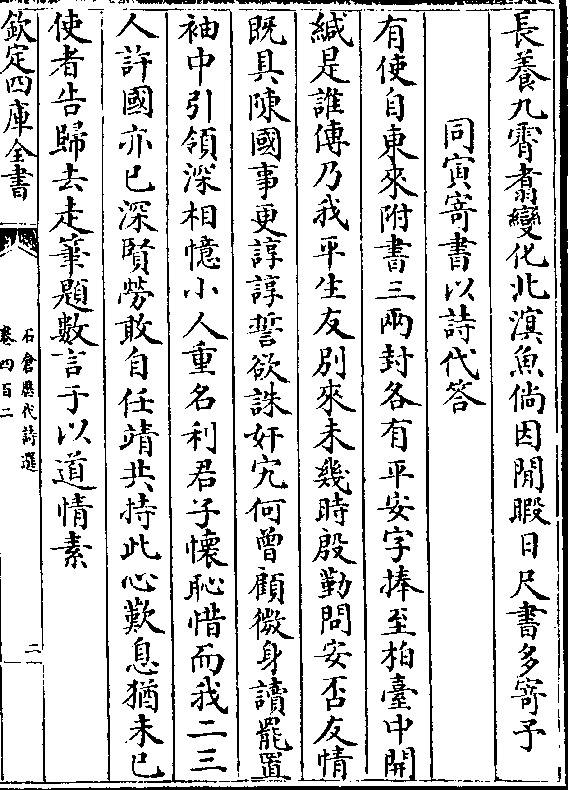 長養九霄翥變化北溟魚倘因閒暇日尺書多寄予
同寅寄書以詩代答
有使自東來附書三兩封各有平安字捧至柏臺中開
緘是誰傳乃我平生友別來未幾時殷勤問安否友情
既具陳國事更諄諄誓欲誅奸宄何曾顧微身讀罷置
袖中引領深相憶小人重名利君子懷恥惜而我二三
人許國亦已深賢勞敢自任靖共持此心歎息猶未已
使者告歸去走筆題數言于以道情素
欽定四庫全書
石倉歷代詩選
卷四百二
二